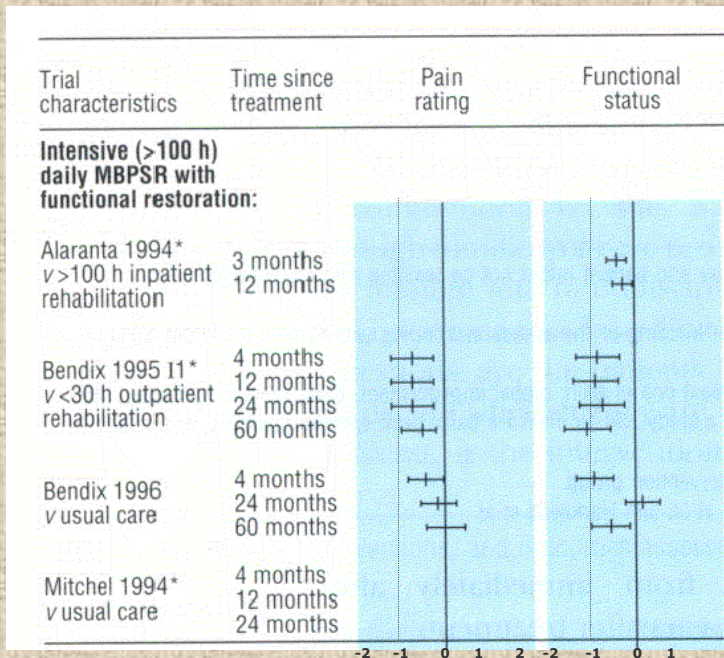 Trial characteristics Time since treatment Pain rating Functional status
Intensive (>100 h)
daily MBPSR with
functional restoration:
Alaranta 1994*
v >100 h inpatient 3 months
rehabilitation 12 months
4 months
Bendix 1995 I1* 12 months
v <30 h outpatient 24 months
rehabilitation 60 months
4 months
Bendix 1996 24 months
v usual care 60 months
4 months
Mitchel 1994* 12 months
v usual care 24 months
-2 -1 0 1 2 -2 -1 0 1